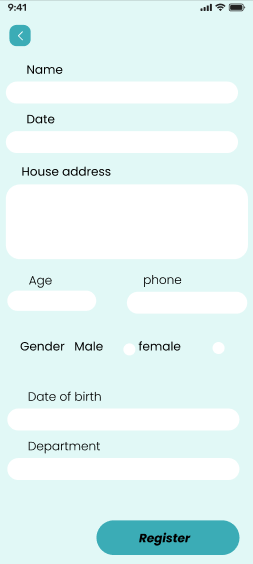 9:41
Name
Date
House address
Age phone
Gender Male female
Date of birth
Department
Register